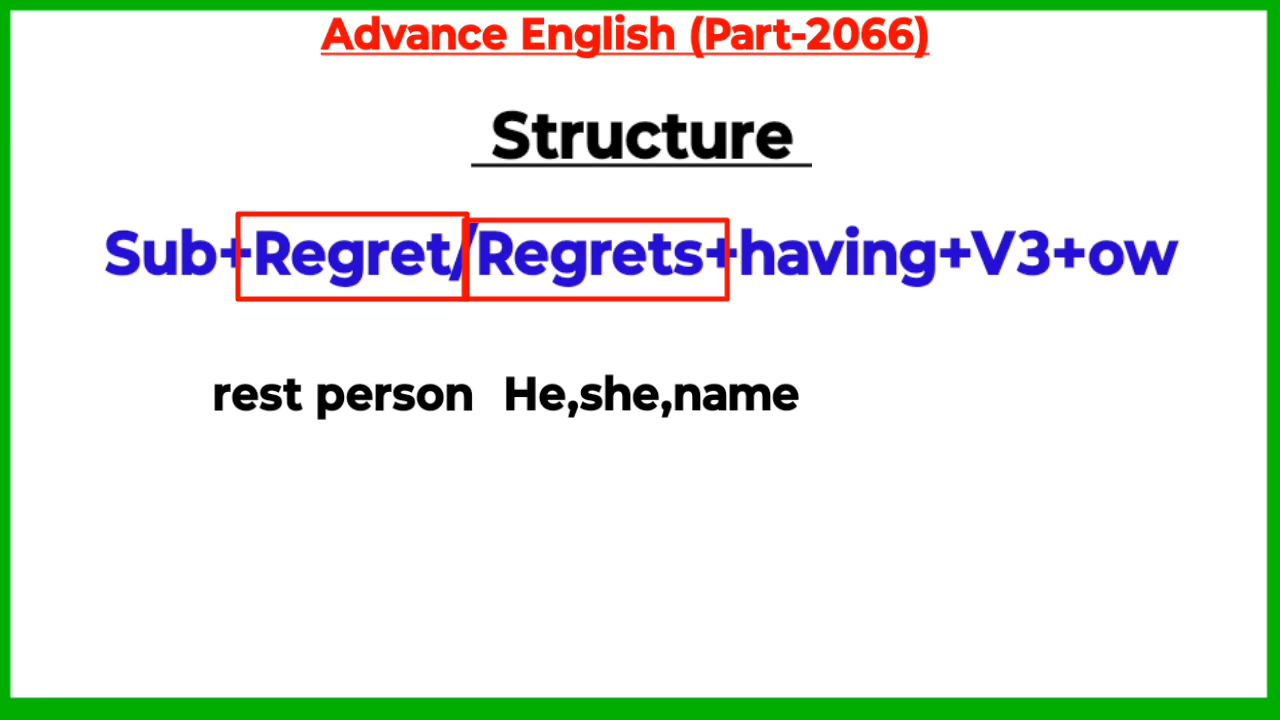 Advance English (Part-2066)
Structure
Sub+Regret/Regrets+having+V3+ow
rest person He,she,name